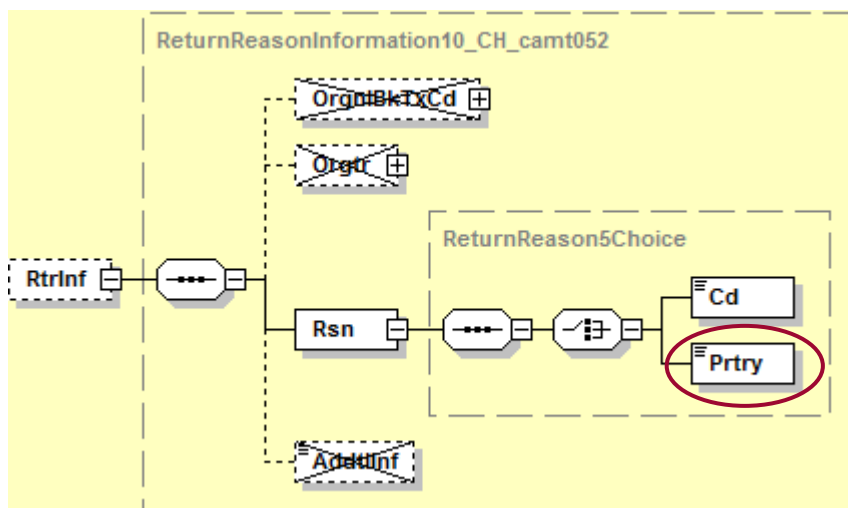 ReturnReasonInformation10_CH_camt052
OrgnlBkTxCd
Orgtr
ReturnReason5Choice
RtrInf
Cd
Rsn
Prtry
AddtlInf